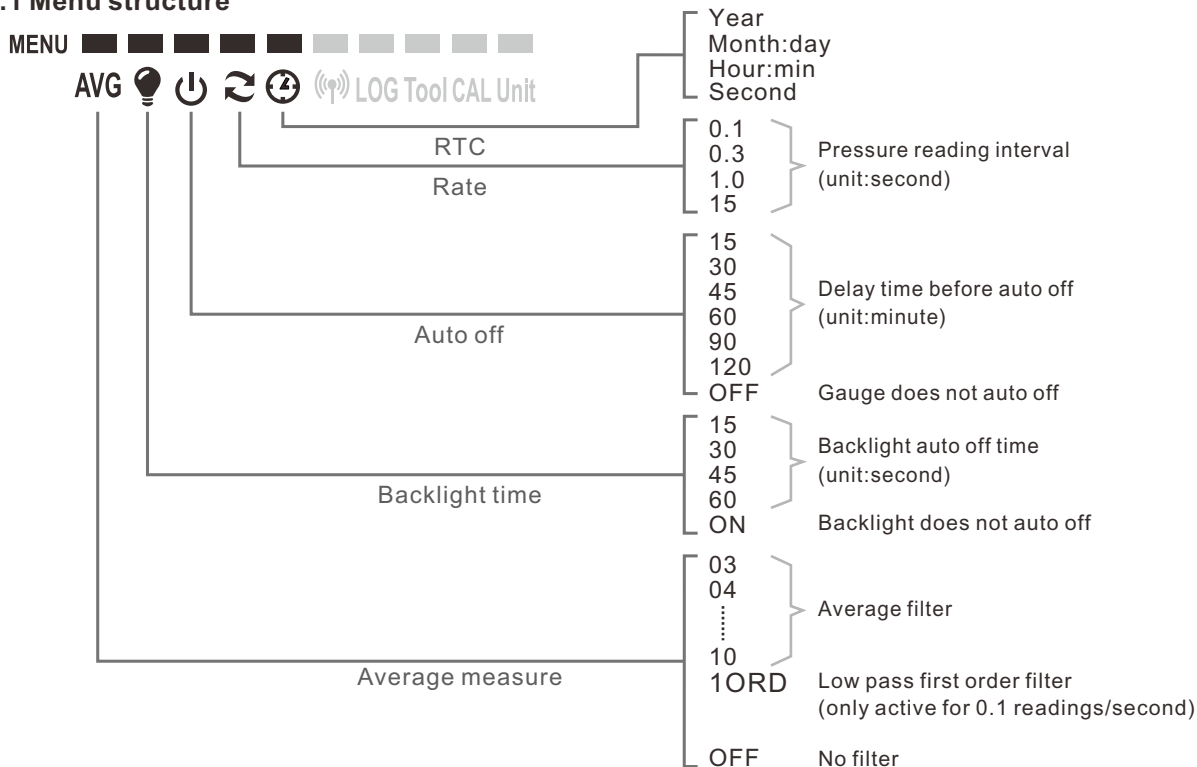 .1 Menu structure
MENU
AVG LOG Tool CAL Unit
Year
Month:day
Hour:min
Second
RTC
0.1
0.3
1.0
15
Pressure reading interval
(unit:second)
Rate
15
30
45
60
90
120
Delay time before auto off
(unit:minute)
OFF Gauge does not auto off
Auto off
15
30
45
60
Backlight auto off time
(unit:second)
ON Backlight does not auto off
Backlight time
03
04
10
Average filter
1ORD Low pass first order filter
(only active for 0.1 readings/second)
OFF No filter
Average measure